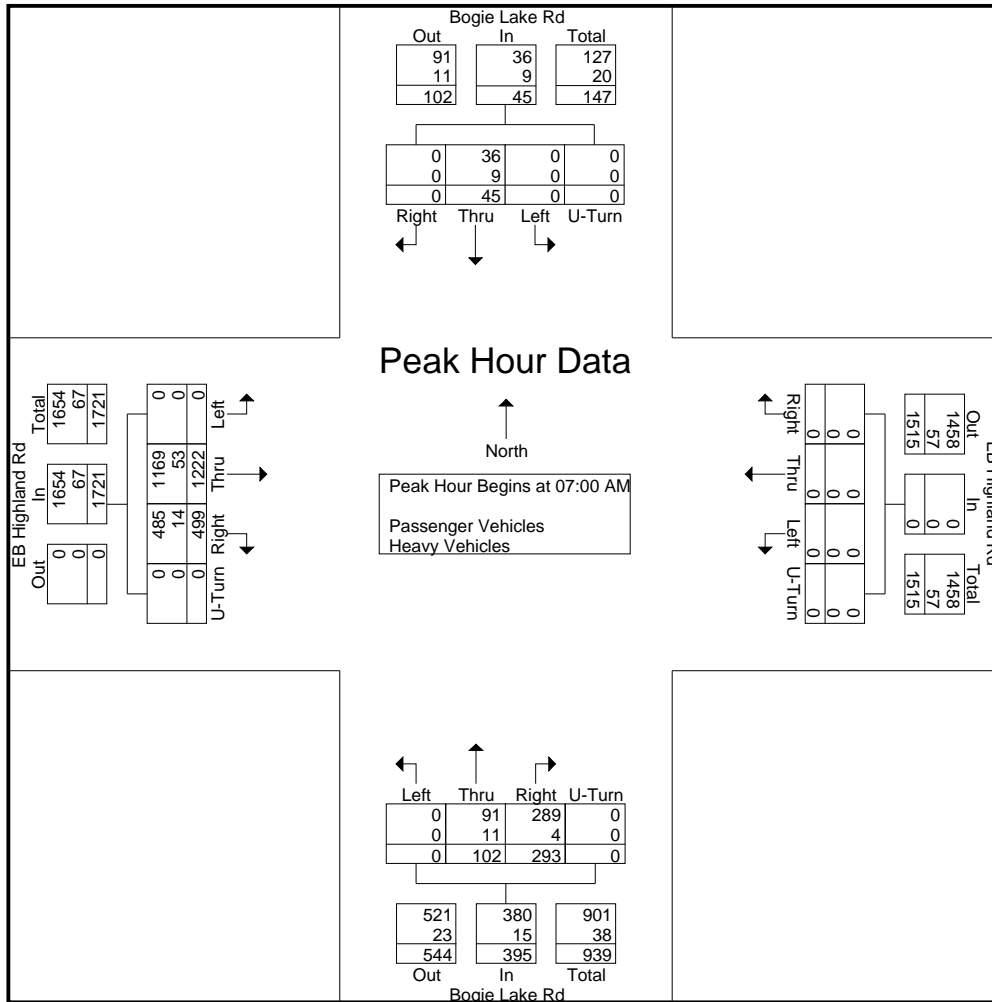 Bogie Lake Rd
Out In Total
91 36 127
11 9 20
102 45 147
0 36 0 0
0 9 0 0
0 45 0 0
Right Thru Left U-Turn
Peak Hour Data
North
Peak Hour Begins at 07:00 AM
Passenger Vehicles
Heavy Vehicles
EB Highland Rd
Out In Total
0 1654 1654
0 67 67
0 1721 1721
U-Turn Right Thru Left
0 485 1169 0
0 14 53 0
0 499 1222 0
EB Highland Rd
Out In Total
1458 0 1458
57 0 57
1515 0 1515
Right Thru Left U-Turn
0 0 0 0
0 0 0 0
0 0 0 0
Left Thru Right U-Turn
0 91 289 0
0 11 4 0
0 102 293 0
521 380 901
23 15 38
544 395 939
Out In Total
Bogie Lake Rd